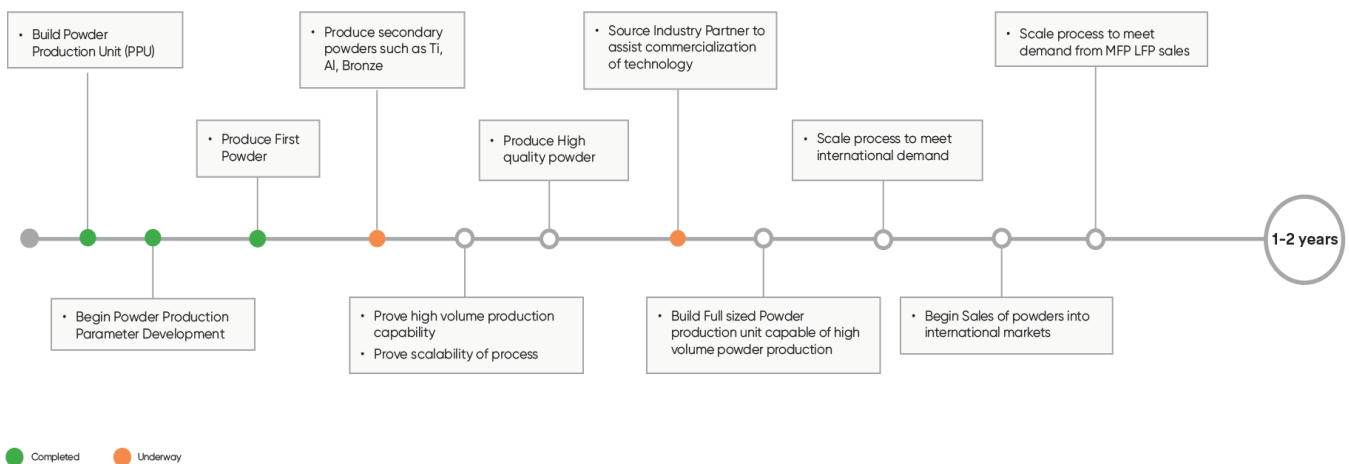 • Build Powder
Production Unit (PPU)
• Begin Powder Production
Parameter Development
• Produce First
Powder
• Produce secondary
powders such as Ti,
Al, Bronze
• Prove high volume production
capability
• Prove scalability of process
• Produce High
quality powder
• Source Industry Partner to
assist commercialization
of technology
• Build Full sized Powder
production unit capable of high
volume powder production
• Scale process to meet
international demand
• Begin Sales of powders into
international markets
• Scale process to meet
demand from MFP LFP sales
1-2 years
Completed
Underway